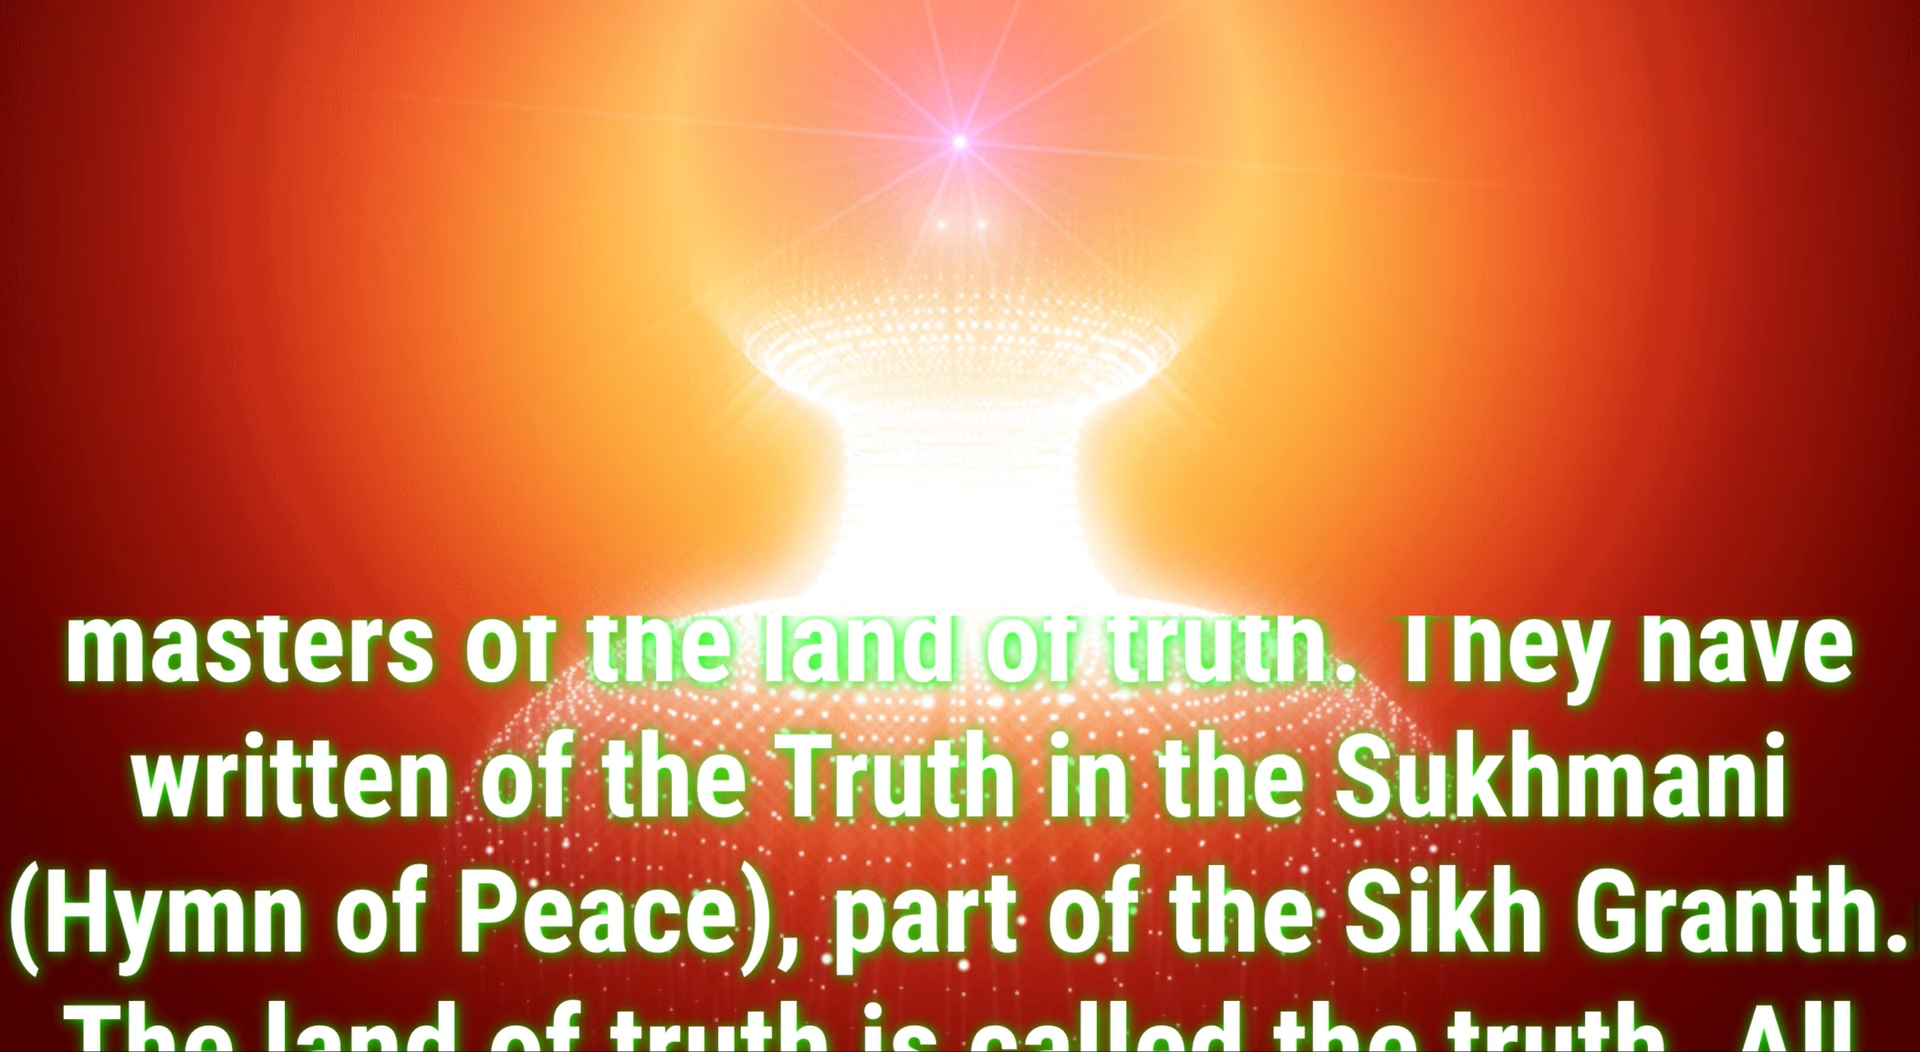 masters of the land of truth. They have
written of the Truth in the Sukhmani
(Hymn of Peace), part of the Sikh Granth.
The land of truth is called the truth. All